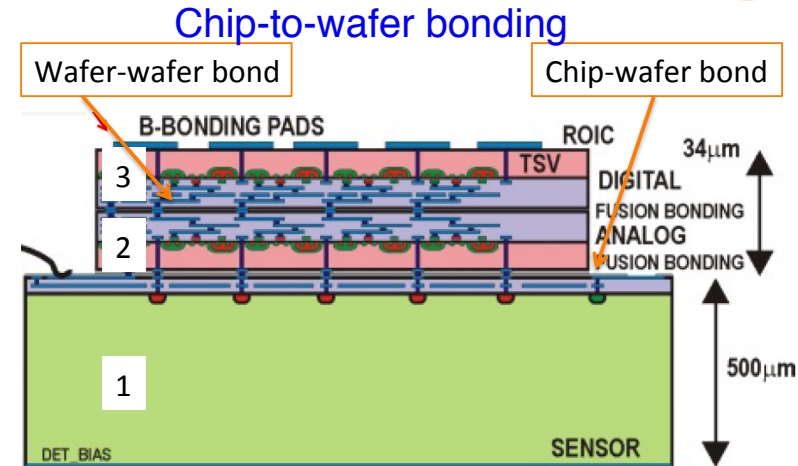 Chip-to-wafer bonding
Wafer-wafer bond
Chip-wafer bond
B-BONDING PADS
ROIC
34μm
TSV
3
DIGITAL
FUSION BONDING
ANALOG
2
FUSION BONDING
500μm
1
DET_BIAS
SENSOR